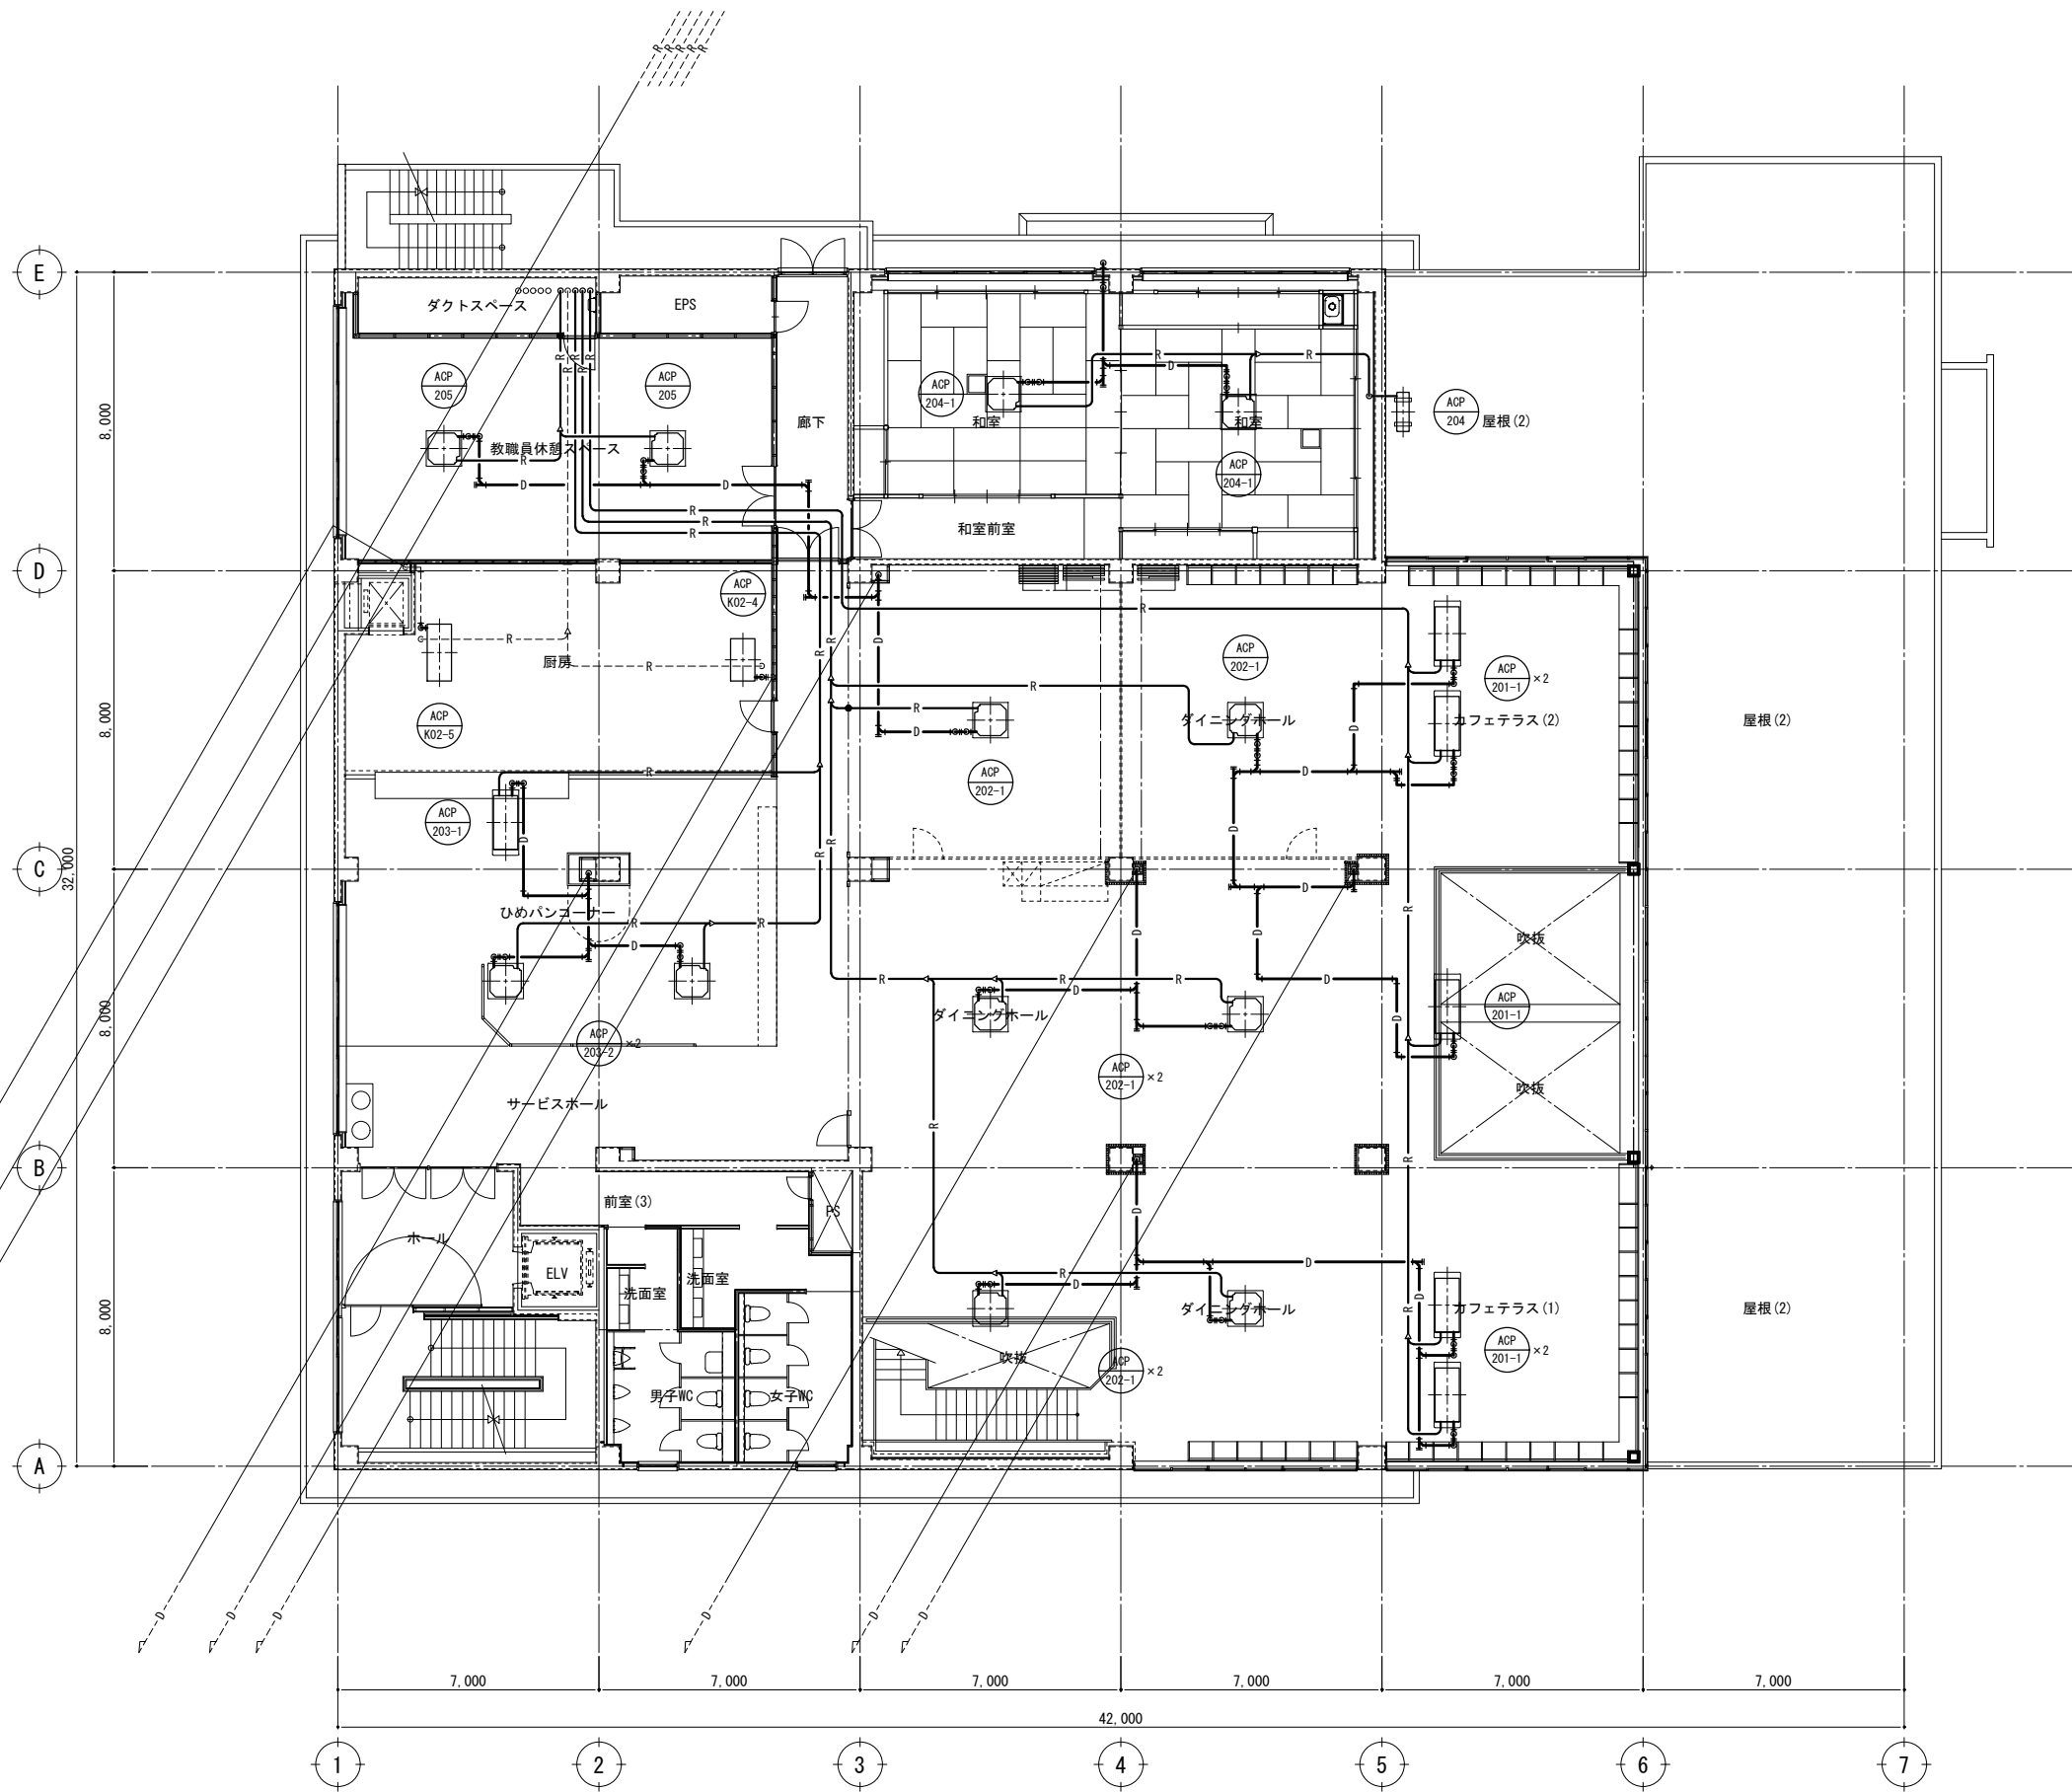 R
R
R
R
R
E
ダクトスペース
EPS
R
R
R
R
R
ACP
205
ACP
205
教職員休憩スペース
R
D
D
廊下
ACP
204-1
和室
R
R
D
和室
ACP
204-1
ACP
204
屋根(2)
8,000
R
R
R
和室前室
D
ACP
K02-4
R
R
厨房
R
R
R
D
ACP
202-1
ACP
201-1
×2
ACP
K02-5
8,000
R
R
D
ダイニングホール
カフェテラス(2)
屋根(2)
D
R
D
D
ACP
202-1
ACP
203-1
D
D
R
R
C
32,000
D
ひめパンコーナー
R
R
D
D
D
R
吹抜
R
R
R
D
D
ダイニングホール
ACP
201-1
D
8,000
ACP
203-2
×2
ACP
202-1
×2
吹抜
サービスホール
R
R
B
前室(3)
PS
D
ホール
ELV
洗面室
洗面室
R
D
D
ダイニングホール
R
D
カフェテラス(1)
屋根(2)
8,000
吹抜
ACP
202-1
×2
ACP
201-1
×2
男子WC
女子WC
A
D
D
D
D
D
D
7,000
7,000
7,000
7,000
7,000
7,000
42,000
1
2
3
4
5
6
7